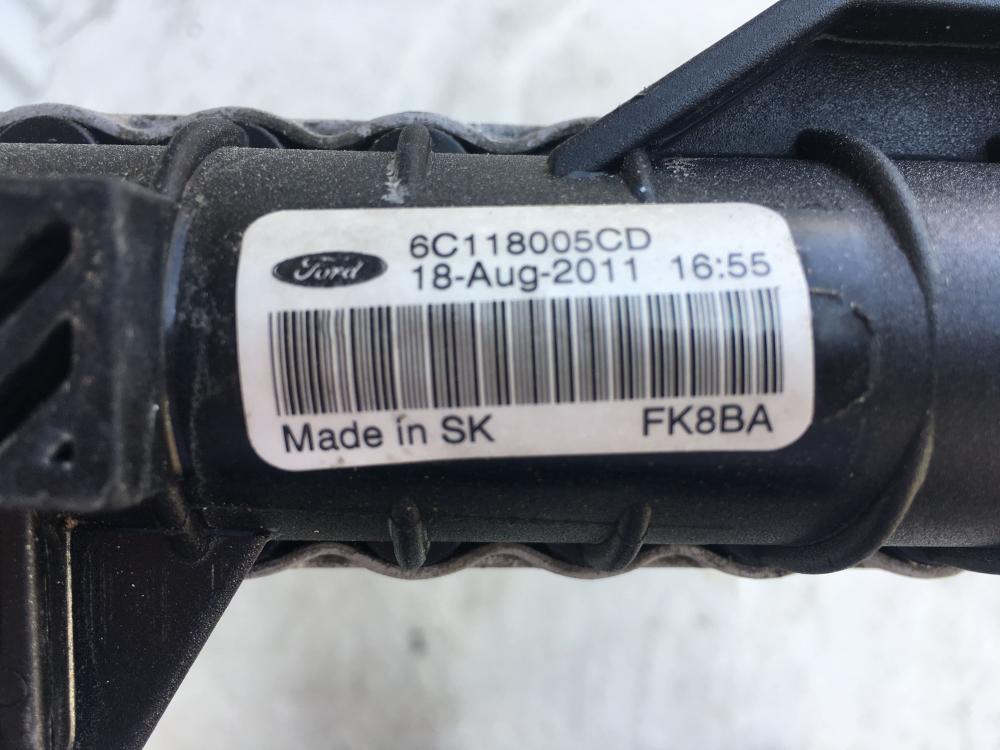 Ford
6C118005CD
18-Aug-2011 16:55
Made in SK FK8BA